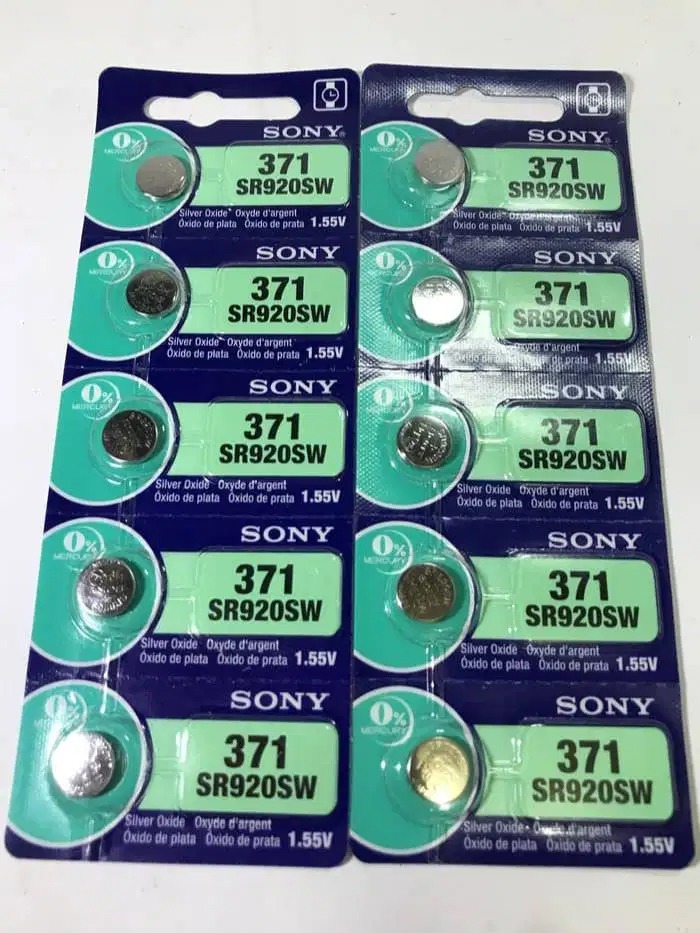 SONY
0%
MERCURY
371
SR920SW
Silver Oxide Oxyde d'argent
Óxido de plata Óxido de prata 1.55V
SONY
0%
MERCURY
371
SR920SW
Silver Oxide Oxyde d'argent
Óxido de plata Óxido de prata 1.55V
SONY
0%
MERCURY
371
SR920SW
Silver Oxide Oxyde d'argent
Óxido de plata Óxido de prata 1.55V
SONY
0%
MERCURY
371
SR920SW
Silver Oxide Oxyde d'argent
Óxido de plata Óxido de prata 1.55V
SONY
0%
371
SR920SW
Silver Oxide Oxyde d'argent
Óxido de plata Óxido de prata 1.55V
SONY
0%
MERCURY
371
SR920SW
Silver Oxide Oxyde d'argent
Óxido de plata Óxido de prata 1.55V
SONY
0%
MERCURY
371
SR920SW
Silver Oxide Oxyde d'argent
Óxido de plata Óxido de prata 1.55V
SONY
0%
MERCURY
371
SR920SW
Silver Oxide Oxyde d'argent
Óxido de plata Óxido de prata 1.55V
SONY
0%
MERCURY
371
SR920SW
Silver Oxide Oxyde d'argent
Óxido de plata Óxido de prata 1.55V
SONY
0%
MERCURY
371
SR920SW
Silver Oxide Oxyde d'argent
Óxido de plata Óxido de prata 1.55V